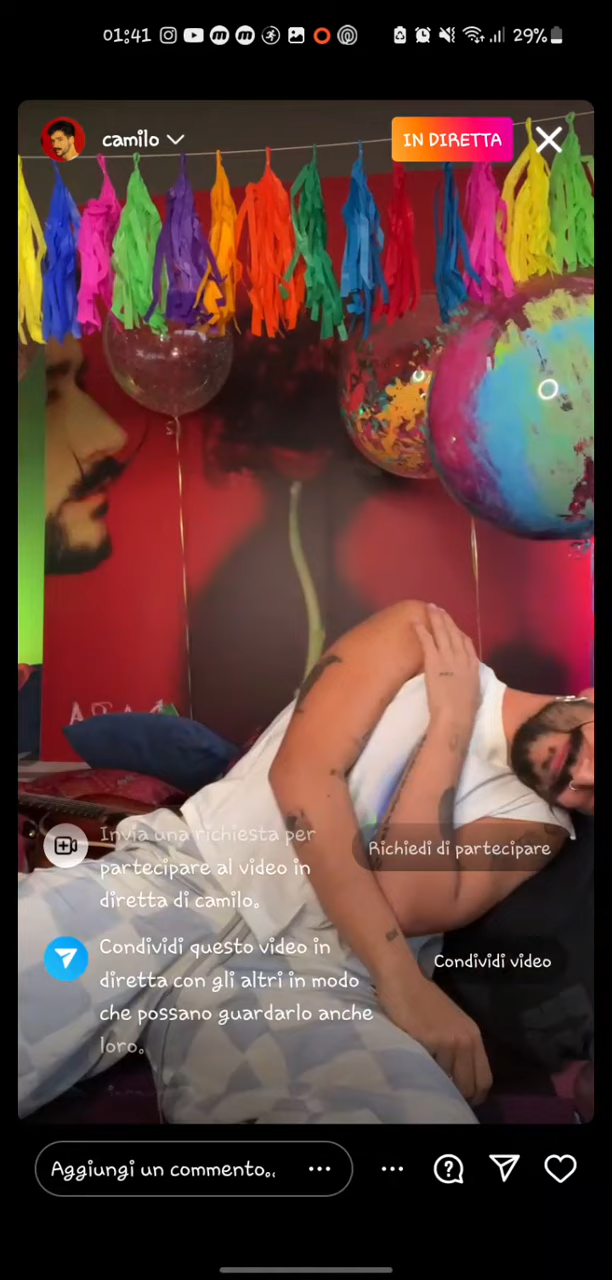 01:41
29%
camilo
IN DIRETTA
Invia una richiesta per
partecipare al video in
diretta di camilo.
Richiedi di partecipare
Condividi questo video in
diretta con gli altri in modo
che possano guardarlo anche
loro.
Condividi video
Aggiungi un commento..